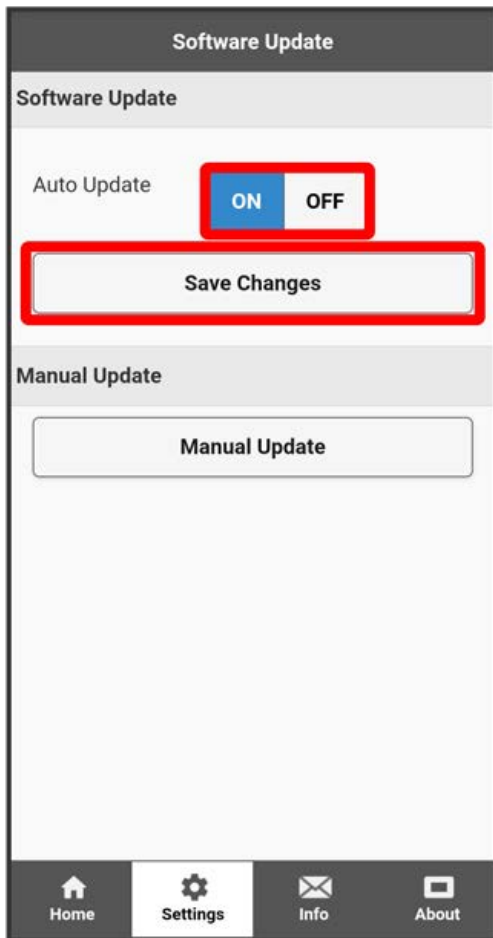 Software Update
Software Update
Auto Update
ON OFF
Save Changes
Manual Update
Manual Update
Home Settings Info About